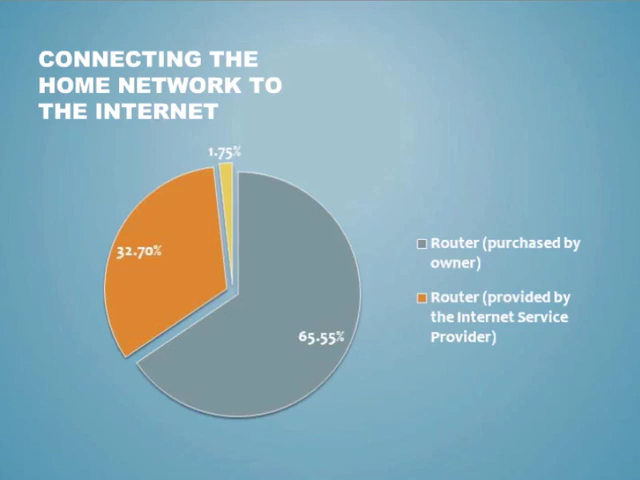 CONNECTING THE
HOME NETWORK TO
THE INTERNET
1.75%
32.70%
65.55%
Router (purchased by
owner)
Router (provided by
the Internet Service
Provider)